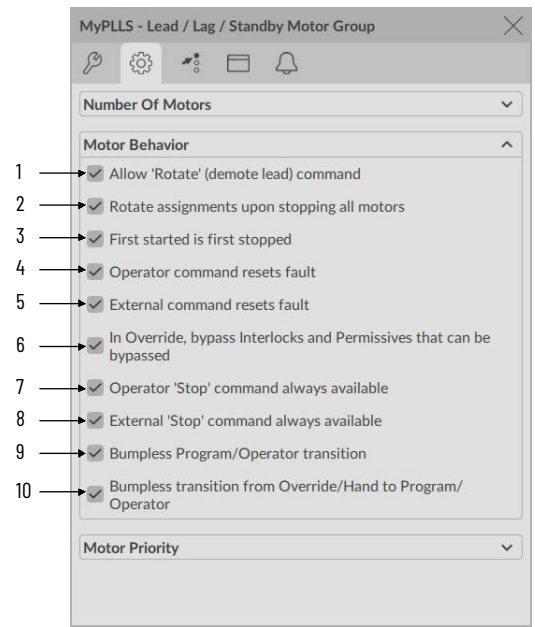 MyPLLS - Lead / Lag / Standby Motor Group
Number Of Motors
Motor Behavior
1 Allow 'Rotate' (demote lead) command
2 Rotate assignments upon stopping all motors
3 First started is first stopped
4 Operator command resets fault
5 External command resets fault
6 In Override, bypass Interlocks and Permissives that can be
bypassed
7 Operator 'Stop' command always available
8 External 'Stop' command always available
9 Bumpless Program/Operator transition
10 Bumpless transition from Override/Hand to Program/
Operator
Motor Priority